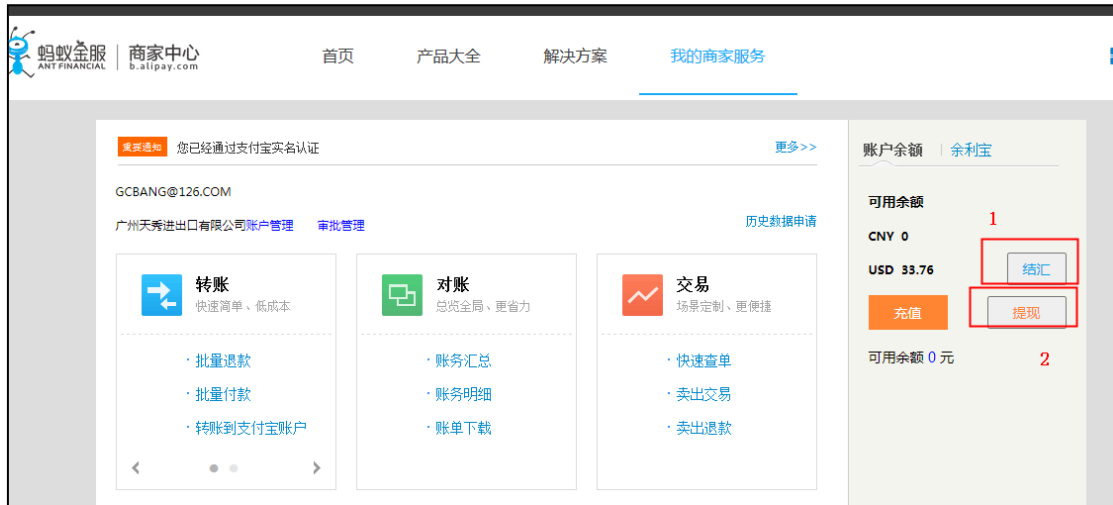 蚂蚁金服
ANT FINANCIAL
商家中心
b.alipay.com
首页
产品大全
解决方案
我的商家服务
重要通知
您已经通过支付宝实名认证
更多>>
GCBANG@126.COM
广州天秀进出口有限公司账户管理 审批管理
历史数据申请
转账
快速简单、低成本
·批量退款
·批量付款
·转账到支付宝账户
对账
总览全局、更省力
·账务汇总
·账务明细
·账单下载
交易
场景定制、更便捷
·快速查单
·卖出交易
·卖出退款
账户余额
余利宝
可用余额
1
CNY 0
USD 33.76
结汇
充值
提现
可用余额 0 元
2